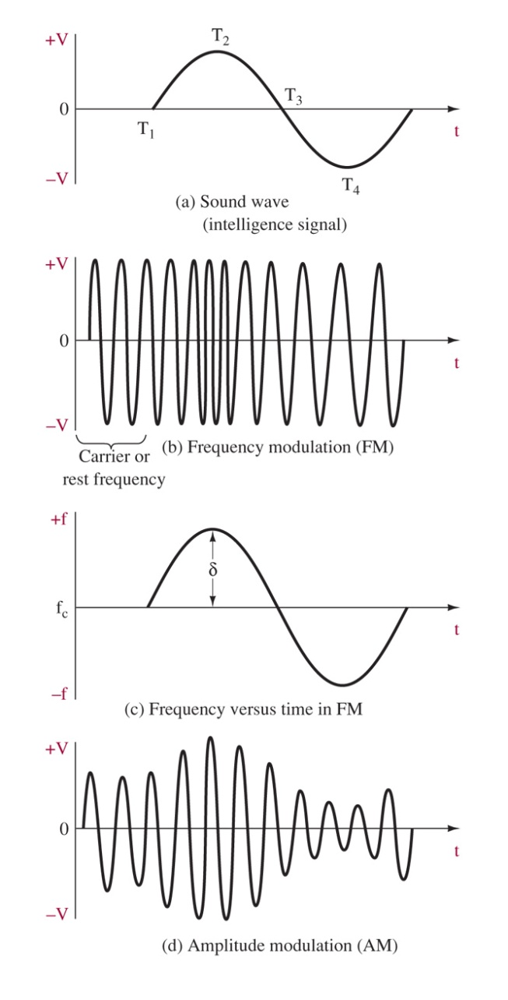 +V
T₂
T₃
0
T₁
t
–V
T₄
(a) Sound wave
(intelligence signal)
+V
0
t
–V
(b) Frequency modulation (FM)
Carrier or
rest frequency
+f
δ
f꜀
t
–f
(c) Frequency versus time in FM
+V
0
t
–V
(d) Amplitude modulation (AM)